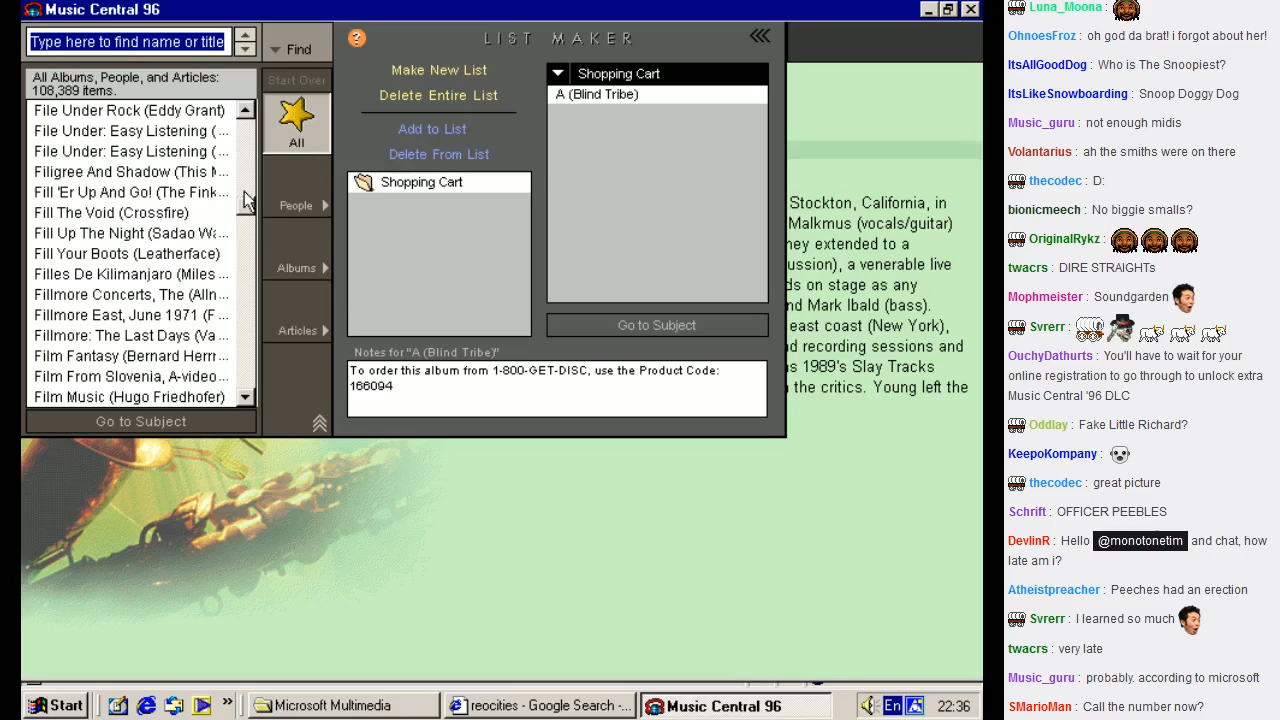 Music Central 96
Type here to find name or title
Find
All Albums, People, and Articles:
108,389 items.
Start Over
All
People
Albums
Articles
File Under Rock (Eddy Grant)
File Under: Easy Listening (...
File Under: Easy Listening (...
Filigree And Shadow (This M...
Fill 'Er Up And Go! (The Fink...
Fill The Void (Crossfire)
Fill Up The Night (Sadao Wa...
Fill Your Boots (Leatherface)
Filles De Kilimanjaro (Miles ...
Fillmore Concerts, The (Alln...
Fillmore East, June 1971 (F...
Fillmore: The Last Days (Va...
Film Fantasy (Bernard Herrr...
Film From Slovenia, A-video...
Film Music (Hugo Friedhofer)
Go to Subject
LIST MAKER
Make New List
Delete Entire List
Add to List
Delete From List
Shopping Cart
Shopping Cart
A (Blind Tribe)
Go to Subject
Notes for "A (Blind Tribe)"
To order this album from 1-800-GET-DISC, use the Product Code:
166094
Stockton, California, in
Malkmus (vocals/guitar)
hey extended to a
ussion), a venerable live
ds on stage as any
nd Mark Ibald (bass).
east coast (New York),
d recording sessions and
s 1989's Slay Tracks
the critics. Young left the
Start
Microsoft Multimedia
reocities - Google Search -...
Music Central 96
En
22:36
Luna_Moona :
OhnoesFroz : oh god da brat! i forgot about her!
ItsAllGoodDog : Who is The Snoopiest?
ItsLikeSnowboarding : Snoop Doggy Dog
Music_guru : not enough midis
Volantarius : ah the smiths were on there
thecodec : D:
bionicmeech : No biggie smalls?
OriginalRykz :
twacrs : DIRE STRAIGHTs
Mophmeister : Soundgarden
Svrerr :
OuchyDathurts : You'll have to wait for your
online registration to go through to unlock extra
Music Central '96 DLC
Oddlay : Fake Little Richard?
KeepoKompany :
thecodec : great picture
Schrift : OFFICER PEEBLES
DevlinR : Hello @monotonetim and chat, how
late am i?
Atheistpreacher : Peeches had an erection
Svrerr : I learned so much
twacrs : very late
Music_guru : probably. according to microsoft
SMarioMan : Call the number now?